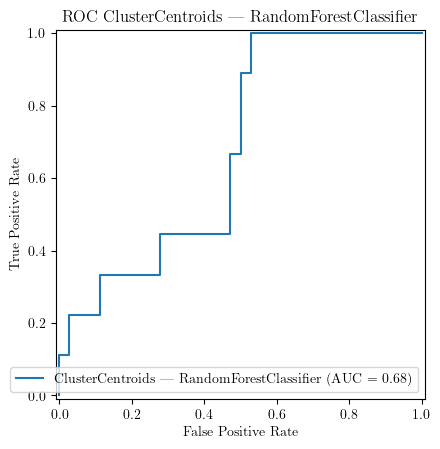 ROC ClusterCentroids — RandomForestClassifier
True Positive Rate
1.0
0.8
0.6
0.4
0.2
0.0
ClusterCentroids — RandomForestClassifier (AUC = 0.68)
0.0 0.2 0.4 0.6 0.8 1.0
False Positive Rate